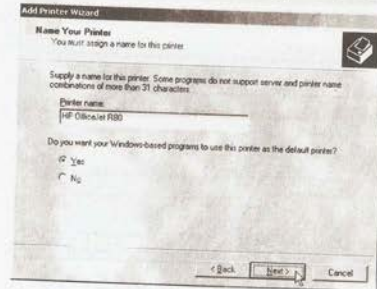 Add Printer Wizard
Name Your Printer
You must assign a name for this printer.
Supply a name for this printer. Some programs do not support server and printer name
combinations of more than 31 characters.
Printer name:
HP OfficeJet R80
Do you want your Windows-based programs to use this printer as the default printer?
Yes
No
< Back Next > Cancel